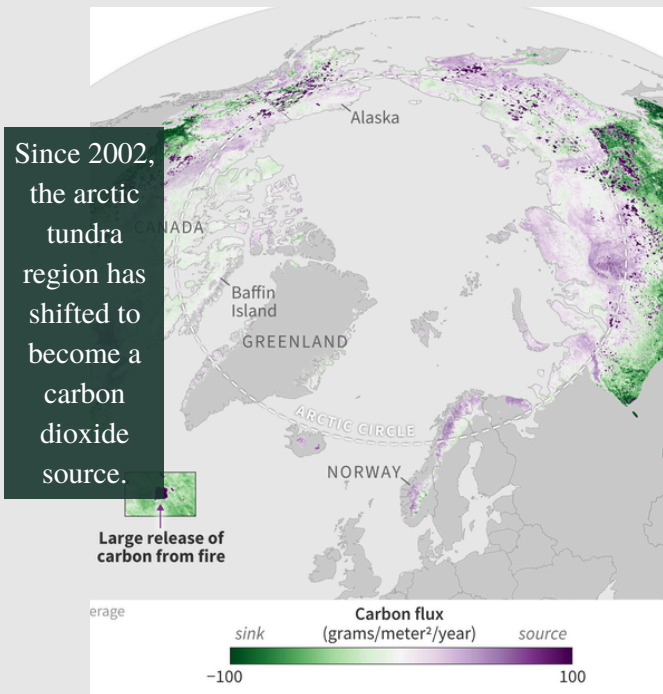 Alaska
Since 2002,
the arctic
tundra
region has
shifted to
become a
carbon
dioxide
source.
CANADA
Baffin
Island
GREENLAND
ARCTIC CIRCLE
NORWAY
Large release of
carbon from fire
erage
Carbon flux
sink (grams/meter²/year) source
−100 100